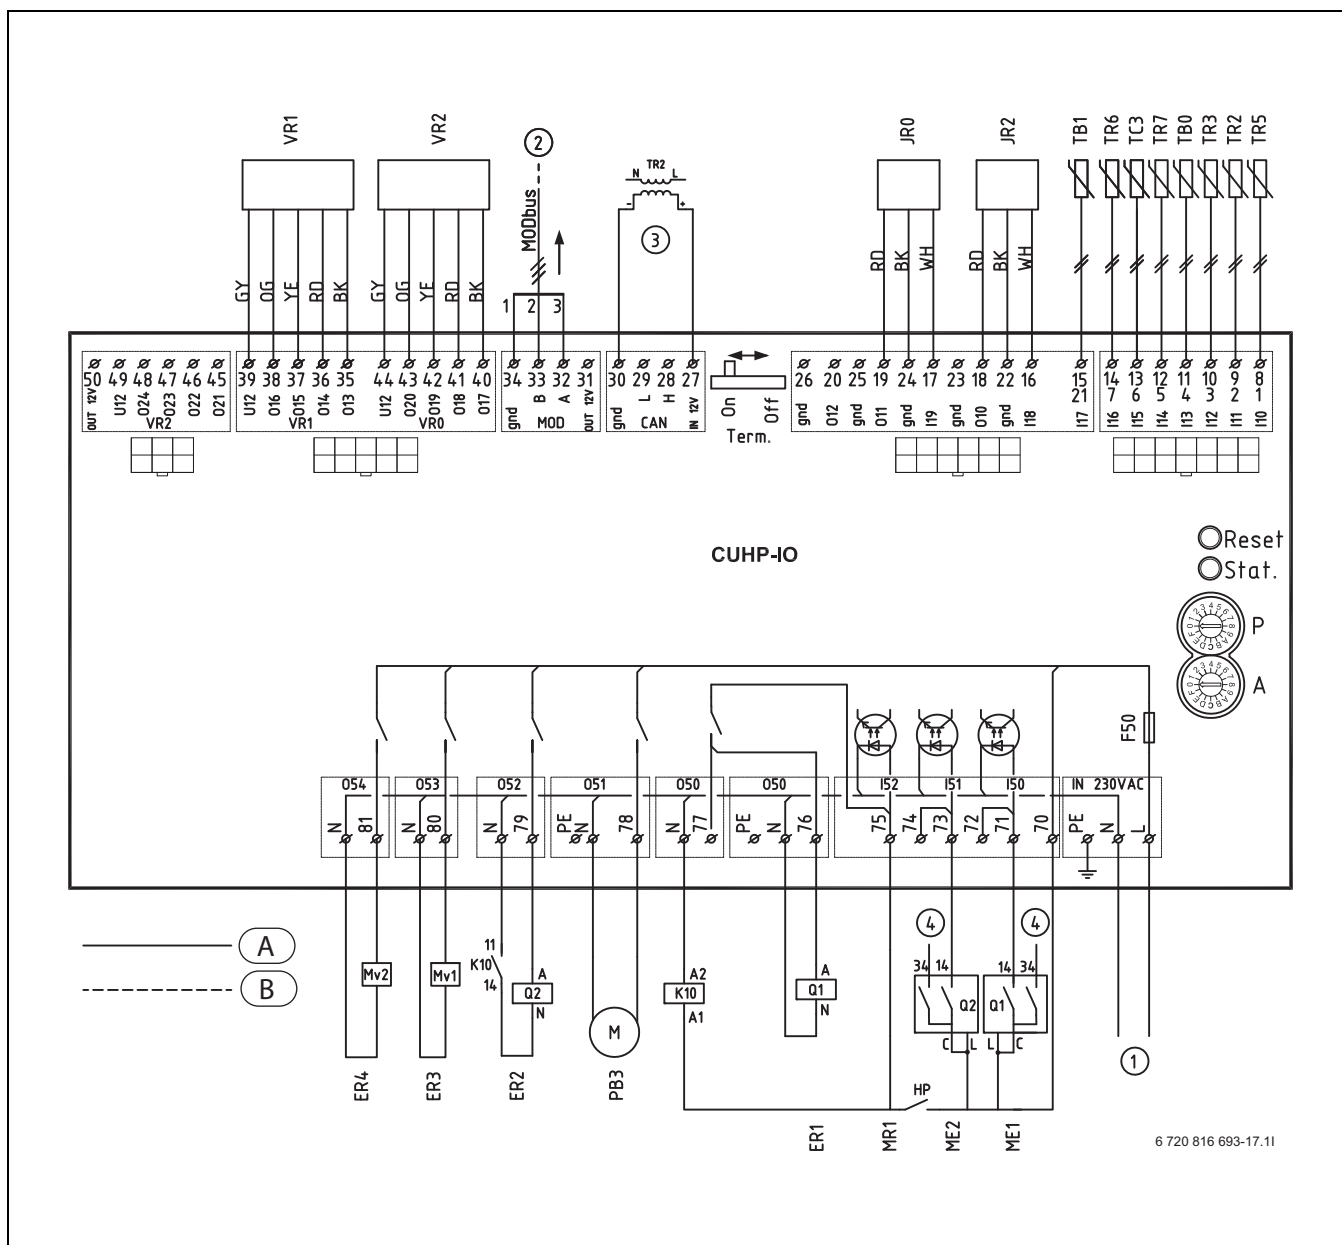 VR1 VR2 2 JR0 JR2 TB1 TR6 TC3 TR7 TB0 TR3 TR2 TR5
TR2
N L
- +
MODbus
3
GY OG YE RD BK GY OG YE RD BK RD BK WH RD BK WH
1 2 3
50 49 48 47 46 45 39 38 37 36 35 44 43 42 41 40 34 33 32 31 30 29 28 27 26 20 25 19 24 17 23 18 22 16 15 14 13 12 11 10 9 8
21 7 6 5 4 3 2 1
OUT 12V U12 O24 O23 O22 O21 U12 O16 O15 O14 O13 U12 O20 O19 O18 O17 gnd B A OUT 12V gnd L H IN 12V gnd O12 gnd O11 gnd I19 gnd O10 gnd I18 I17 I16 I15 I14 I13 I12 I11 I10
VR2 VR1 VR0 MOD CAN
On Off
Term.
CUHP-IO
Reset
Stat.
P
A
F50
O54 O53 O52 O51 O50 O50 I52 I51 I50 IN 230VAC
N 81 N 80 N 79 PE N 78 N 77 PE N 76 75 74 73 72 71 70 PE N L
A
B
4 4
11
K10
14
34 14 14 34
Mv2 Mv1
A
Q2
N
A2
K10
A1
A
Q1
N
Q2 Q1
C L L C
M
1
HP
ER4 ER3 ER2 PB3 ER1 MR1 ME2 ME1
6 720 816 693-17.1I